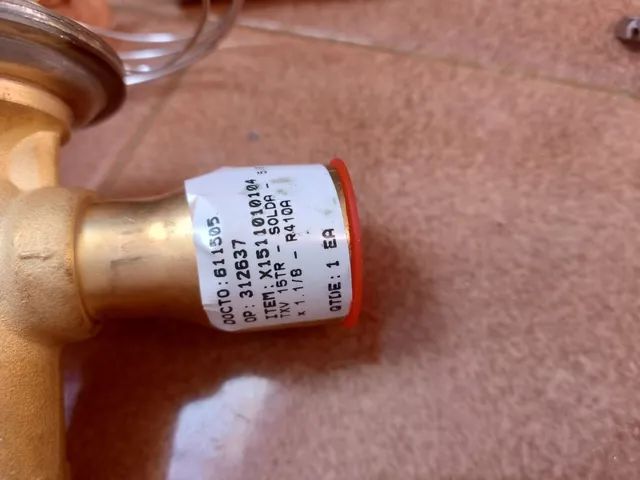 DOCTO: 611505
OP: 312637
ITEM: X1511010104
TXV 15TR - SOLDA -
x 1.1/8 - R410A
QTDE: 1 EA